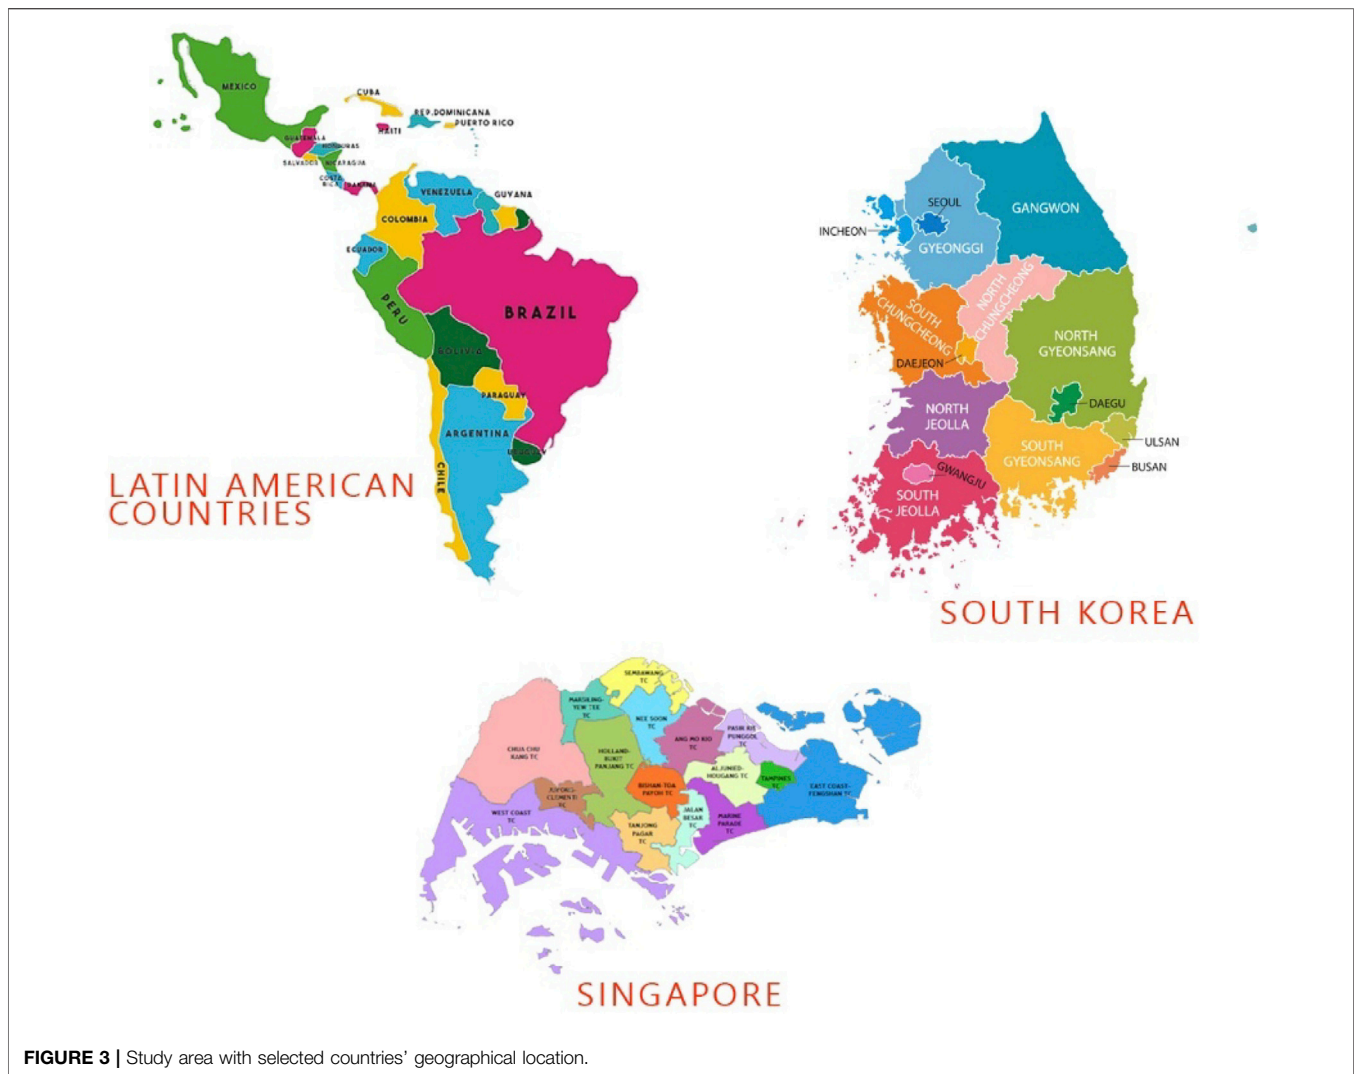 MEXICO
CUBA
REP.DOMINICANA
PUERTO RICO
HAITI
GUATEMALA
HONDURAS
SALVADOR
NICARAGUA
COSTA
RICA
PANAMA
VENEZUELA
GUYANA
COLOMBIA
ECUADOR
PERU
BRAZIL
BOLIVIA
PARAGUAY
ARGENTINA
URUGUAY
CHILE
LATIN AMERICAN
COUNTRIES
SEOUL
GANGWON
INCHEON
GYEONGGI
NORTH
CHUNGCHEONG
SOUTH
CHUNGCHEONG
NORTH
GYEONSANG
DAEJEON
DAEGU
NORTH
JEOLLA
ULSAN
SOUTH
GYEONSANG
BUSAN
GWANGJU
SOUTH
JEOLLA
SOUTH KOREA
SEMBAWANG
TC
MARSILING-
YEW TEE
TC
NEE SOON
TC
ANG MO KIO
TC
PASIR RIS
PUNGGOL
TC
CHUA CHU
KANG TC
HOLLAND-
BUKIT
PANJANG TC
ALJUNIED-
HOUGANG TC
TAMPINES
TC
EAST COAST-
FENGSHAN TC
BISHAN-TOA
PAYOH TC
JURONG-
CLEMENTI
TC
WEST COAST
TC
JALAN
BESAR
TC
MARINE
PARADE
TC
TANJONG
PAGAR
TC
SINGAPORE
FIGURE 3 | Study area with selected countries’ geographical location.